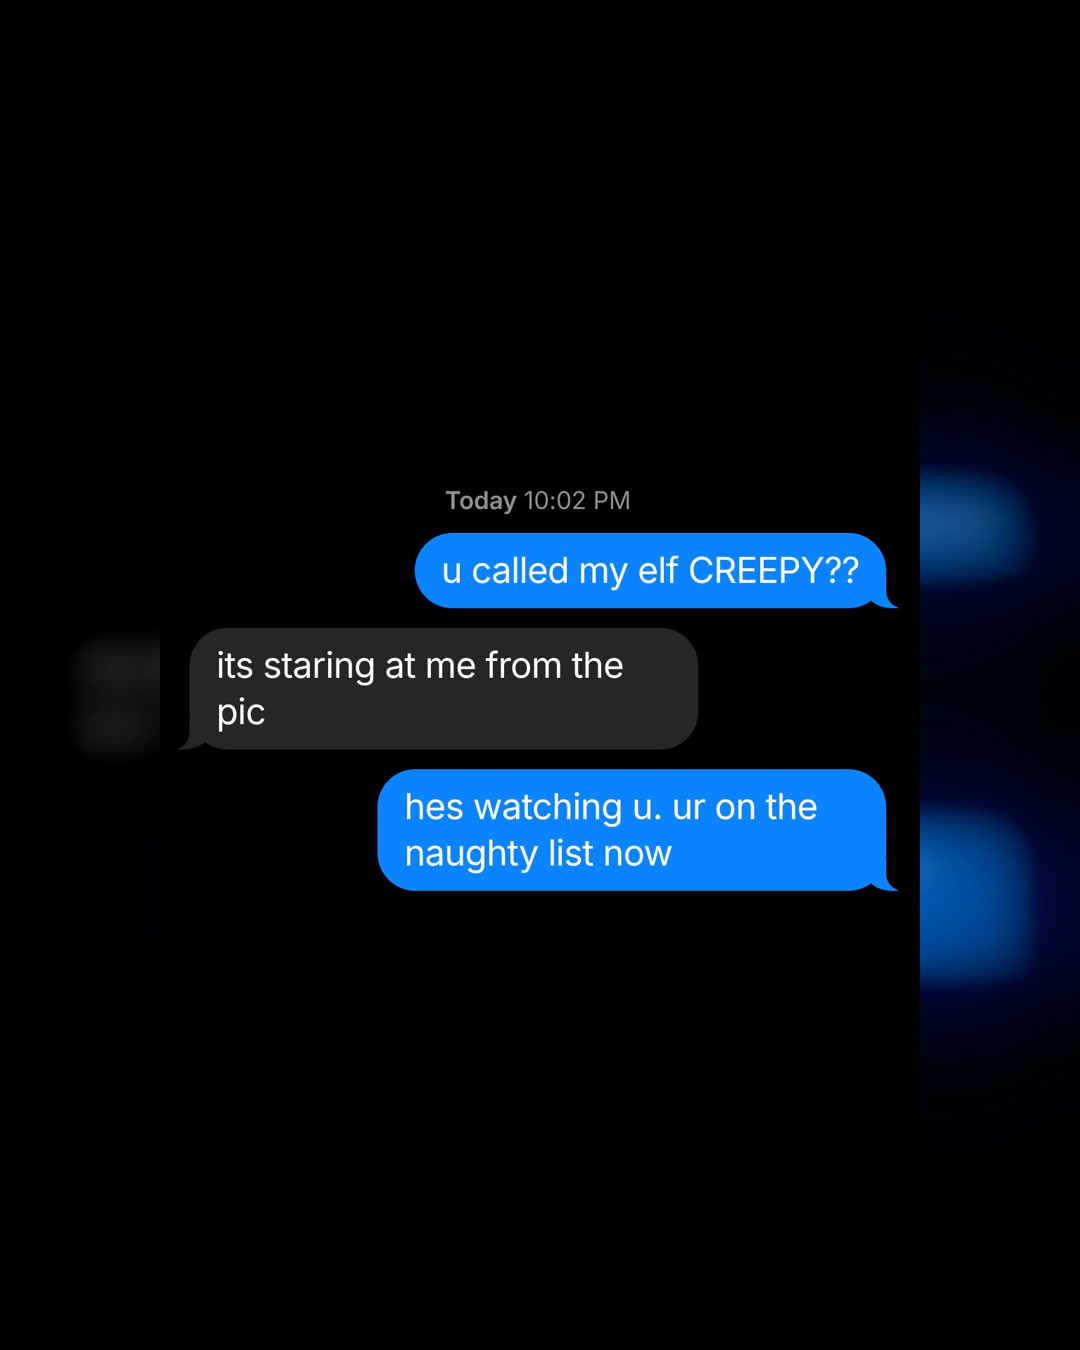 Today 10:02 PM
u called my elf CREEPY??
its staring at me from the
pic
hes watching u. ur on the
naughty list now